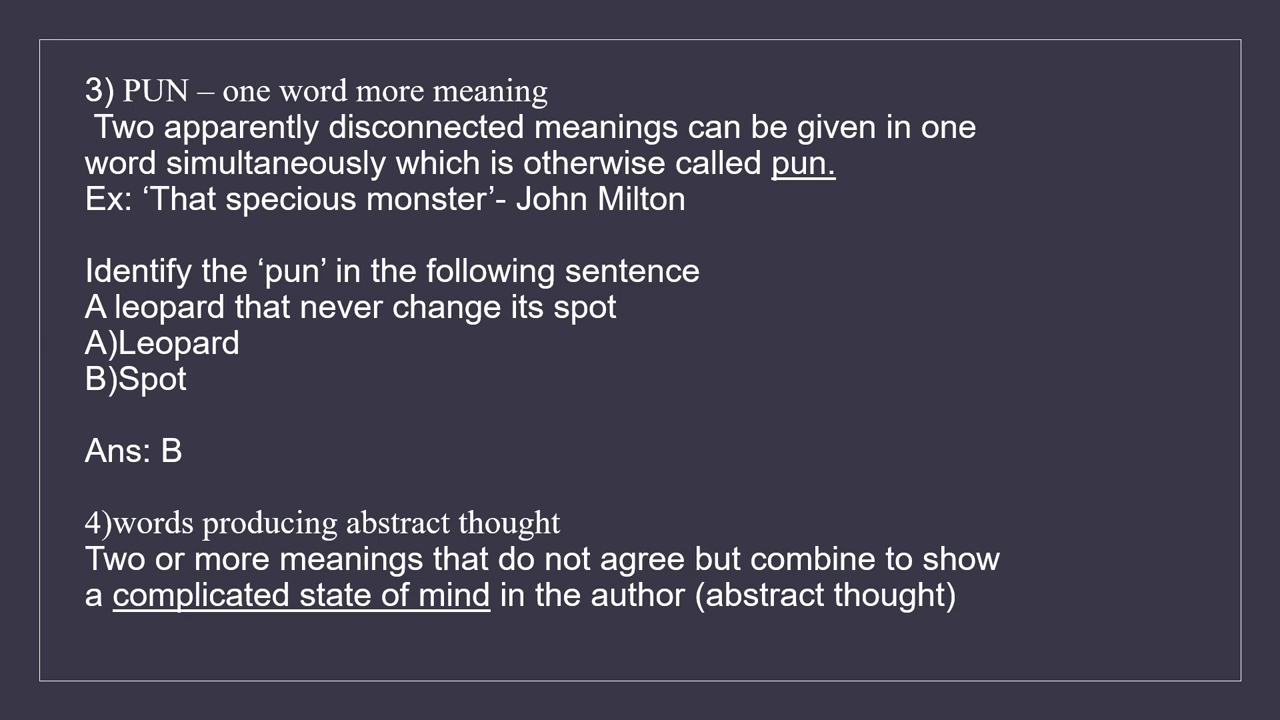 3) PUN – one word more meaning
Two apparently disconnected meanings can be given in one
word simultaneously which is otherwise called pun.
Ex: ‘That specious monster’- John Milton
Identify the ‘pun’ in the following sentence
A leopard that never change its spot
A)Leopard
B)Spot
Ans: B
4)words producing abstract thought
Two or more meanings that do not agree but combine to show
a complicated state of mind in the author (abstract thought)